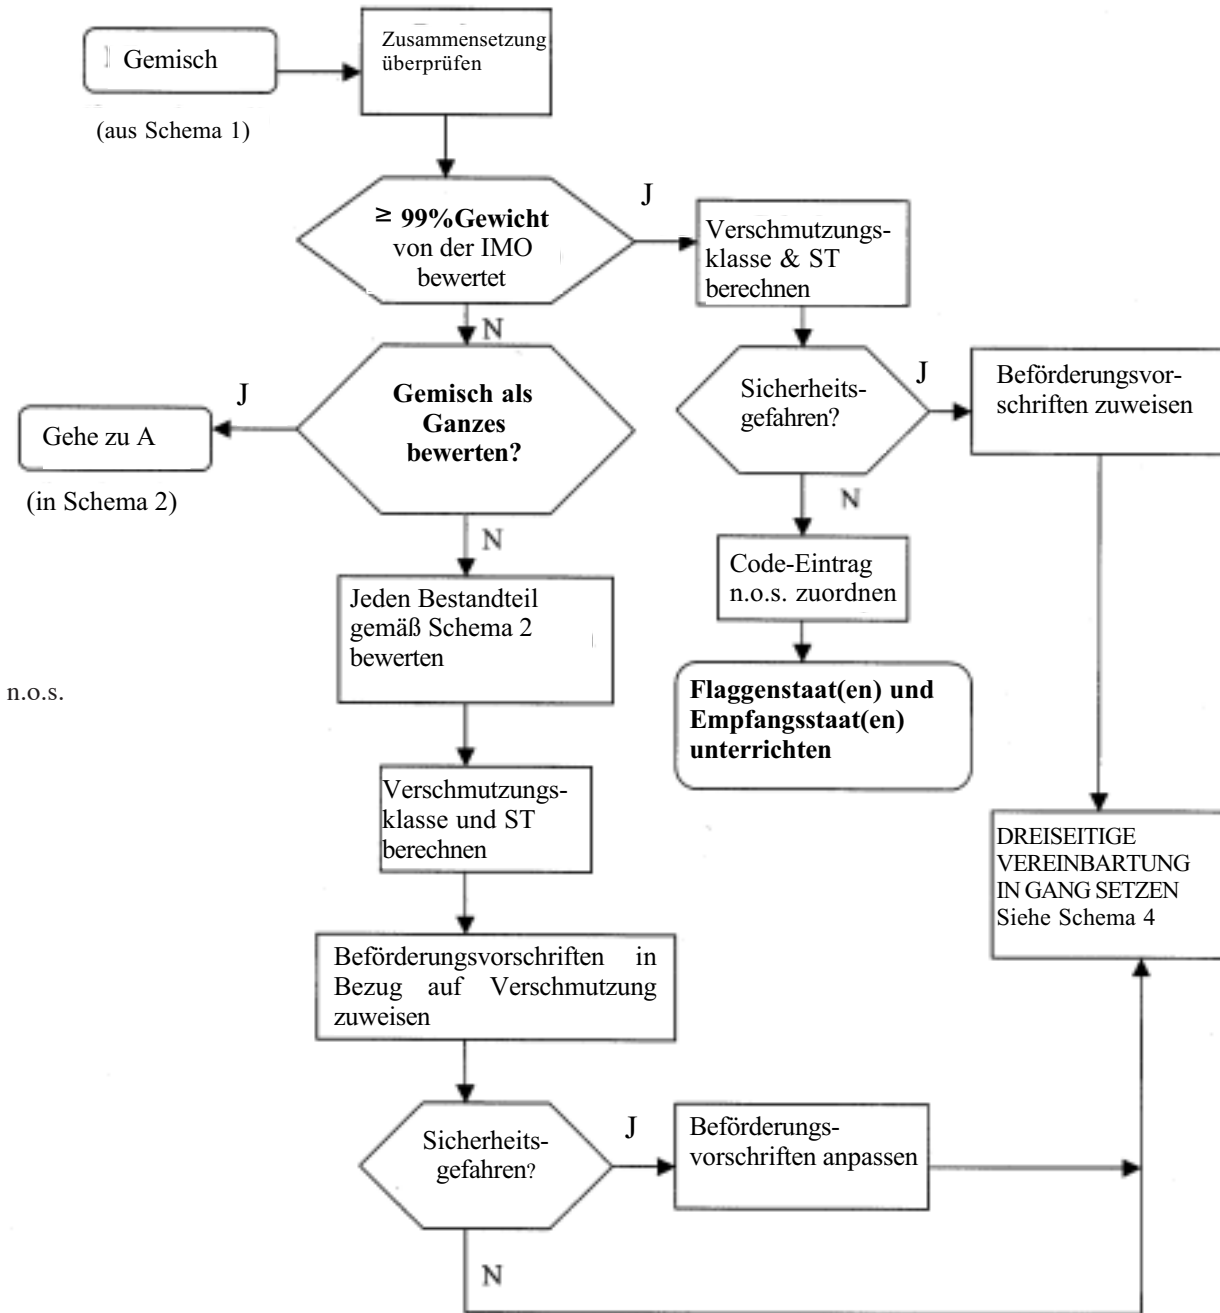 Gemisch
(aus Schema 1)
Zusammensetzung
überprüfen
≥ 99%Gewicht
von der IMO
bewertet
J
Verschmutzungs-
klasse & ST
berechnen
N
Gemisch als
Ganzes
bewerten?
J
Gehe zu A
(in Schema 2)
Sicherheits-
gefahren?
J
Beförderungsvor-
schriften zuweisen
N
Code-Eintrag
n.o.s. zuordnen
Flaggenstaat(en) und
Empfangsstaat(en)
unterrichten
N
Jeden Bestandteil
gemäß Schema 2
bewerten
n.o.s.
Verschmutzungs-
klasse und ST
berechnen
DREISEITIGE
VEREINBARTUNG
IN GANG SETZEN
Siehe Schema 4
Beförderungsvorschriften in
Bezug auf Verschmutzung
zuweisen
Sicherheits-
gefahren?
J
Beförderungs-
vorschriften anpassen
N